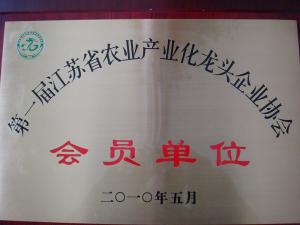 第一届江苏省农业产业化龙头企业协会
会员单位
二〇一〇年五月